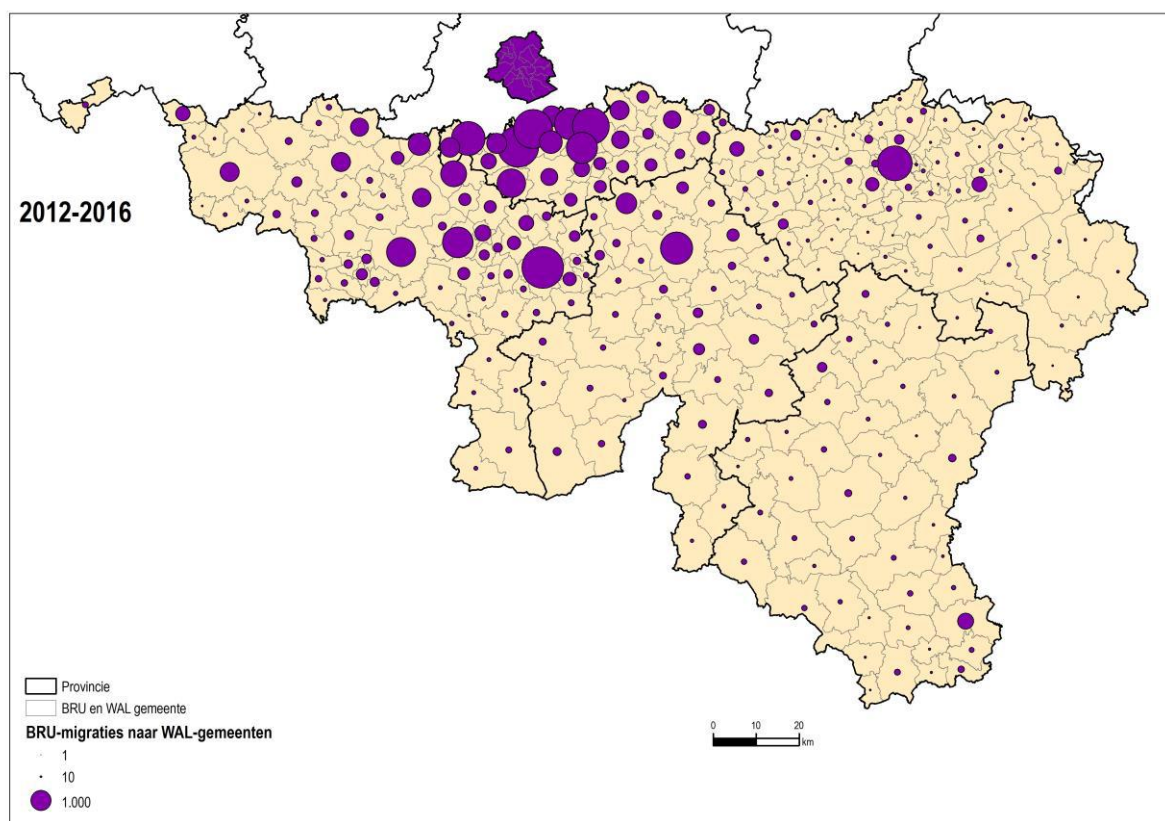 2012-2016
Provincie
BRU en WAL gemeente
BRU-migraties naar WAL-gemeenten
1
10
1.000
0 10 20
km